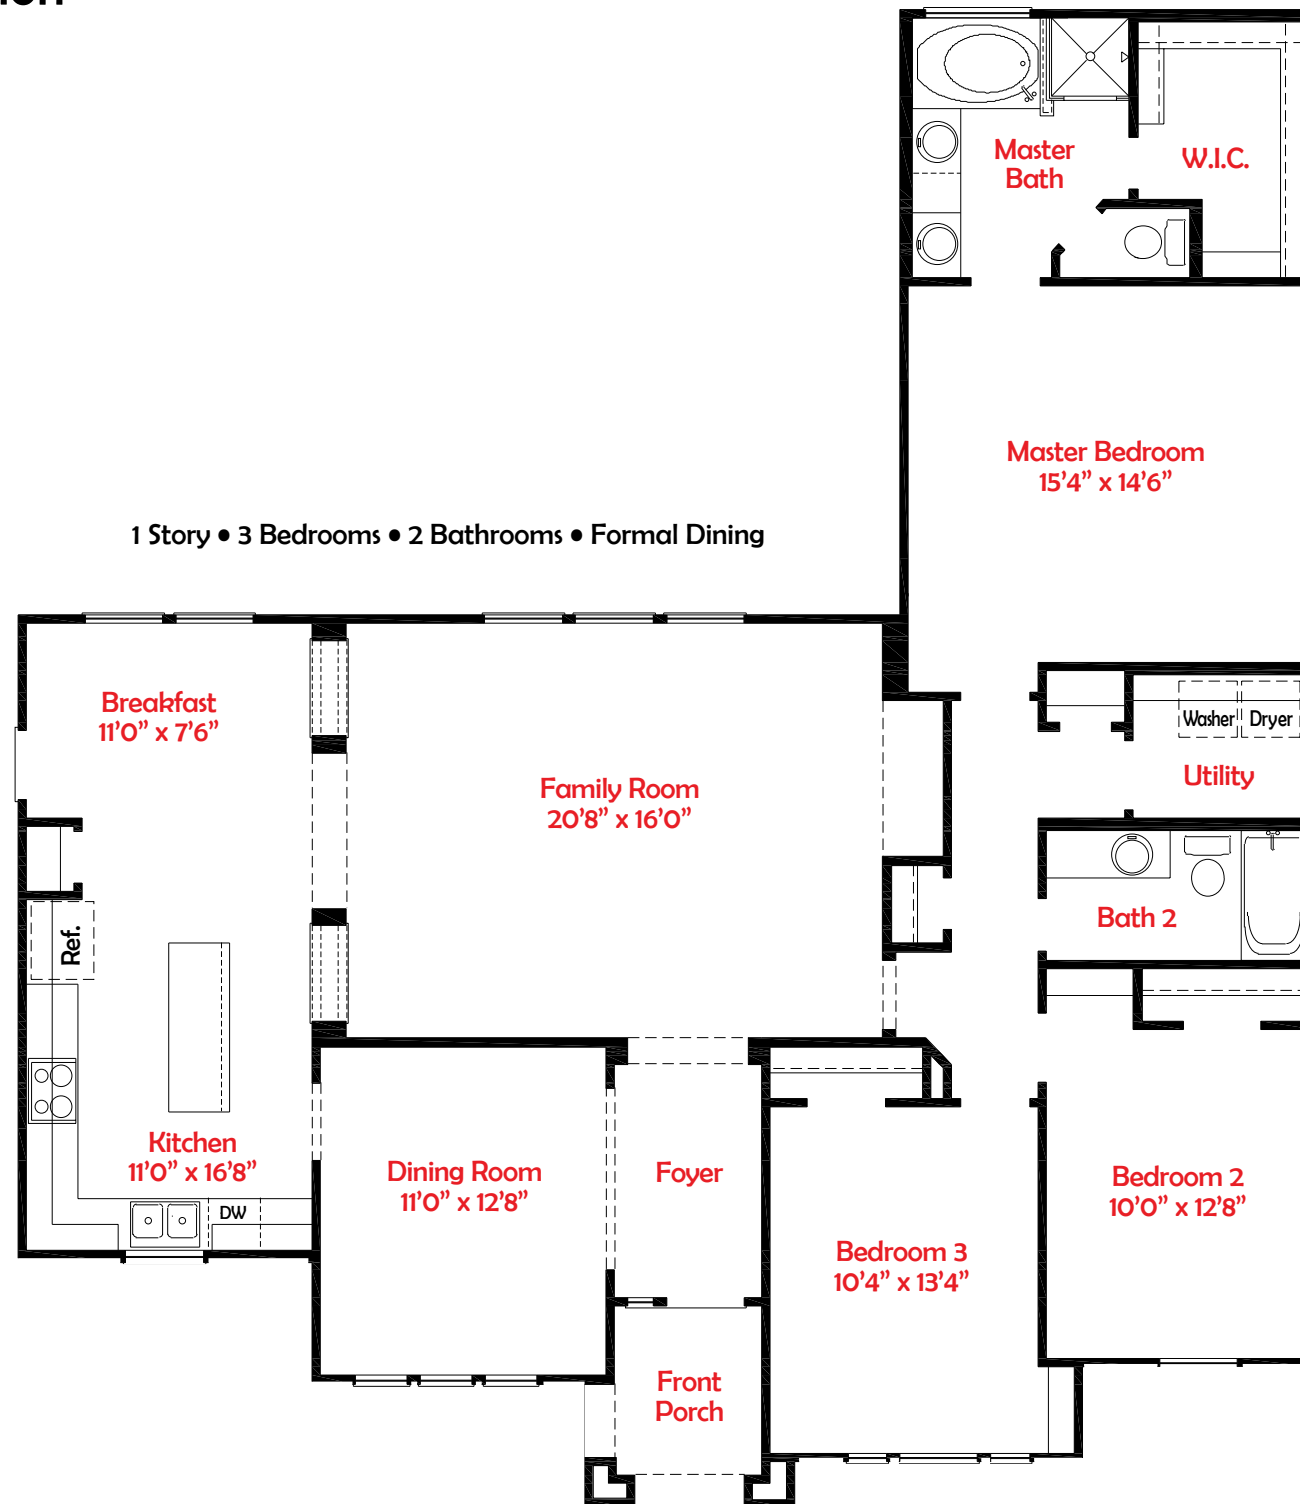 Master
Bath
W.I.C.
Master Bedroom
15'4" x 14'6"
1 Story • 3 Bedrooms • 2 Bathrooms • Formal Dining
Breakfast
11'0" x 7'6"
Washer
Dryer
Utility
Family Room
20'8" x 16'0"
Bath 2
Ref.
Kitchen
11'0" x 16'8"
DW
Dining Room
11'0" x 12'8"
Foyer
Bedroom 2
10'0" x 12'8"
Bedroom 3
10'4" x 13'4"
Front
Porch